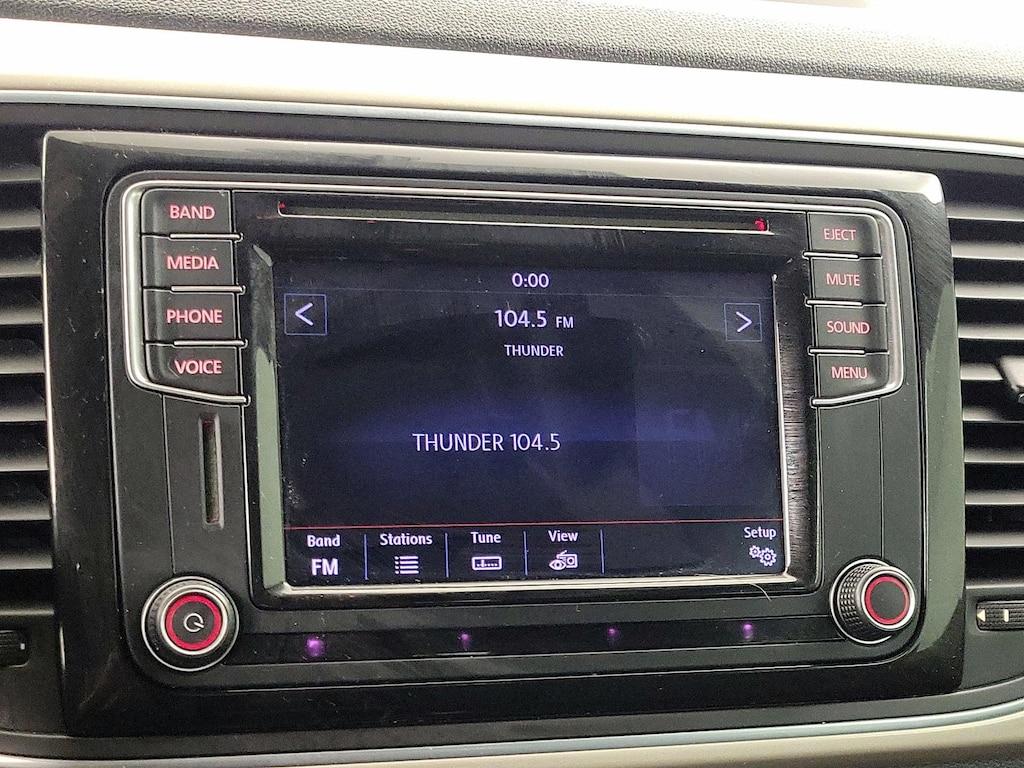 BAND
MEDIA
PHONE
VOICE
EJECT
MUTE
SOUND
MENU
0:00
<
104.5 FM
>
THUNDER
THUNDER 104.5
Band
FM
Stations
Tune
View
Setup